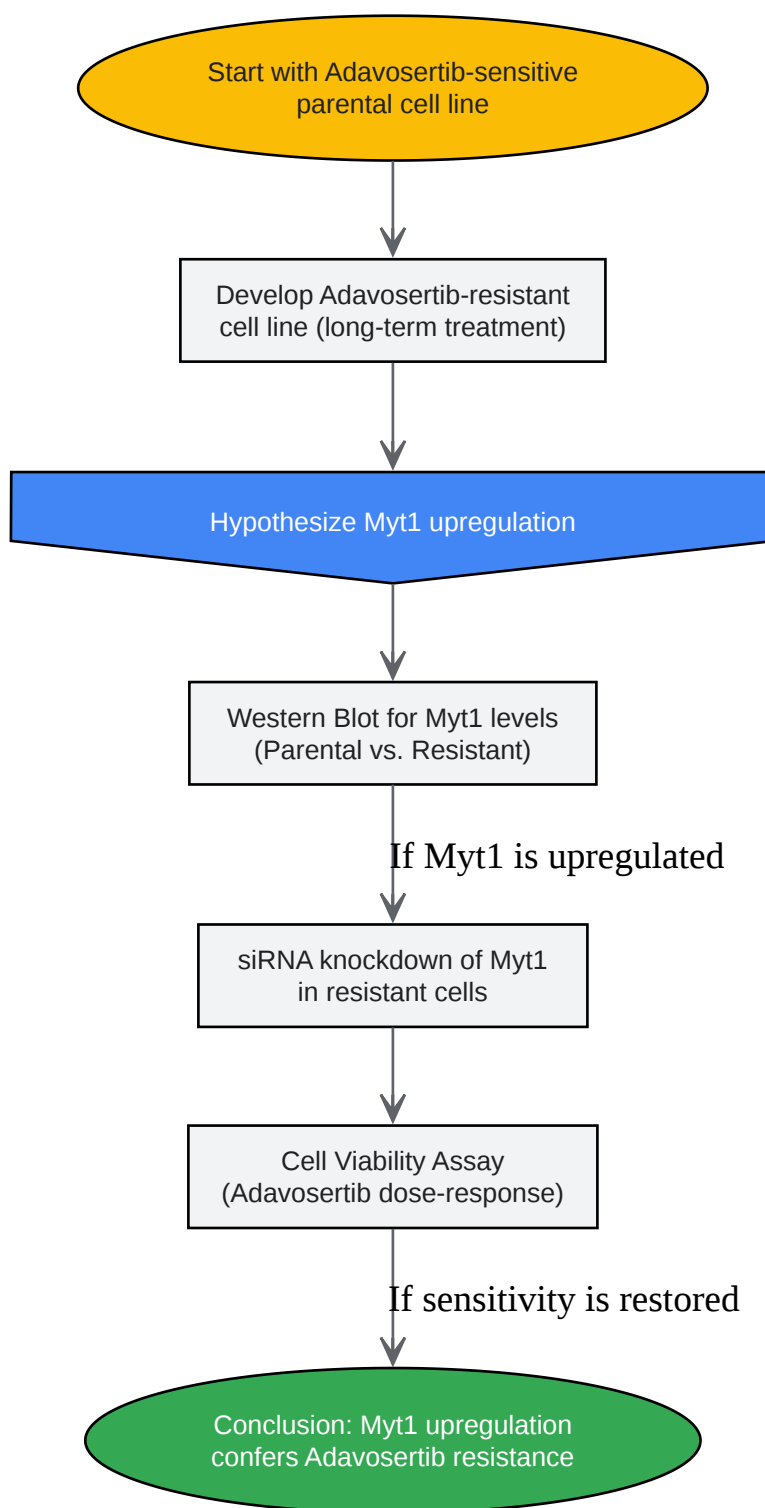 Start with Adavosertib-sensitive
parental cell line
Develop Adavosertib-resistant
cell line (long-term treatment)
Hypothesize Myt1 upregulation
Western Blot for Myt1 levels
(Parental vs. Resistant)
If Myt1 is upregulated
siRNA knockdown of Myt1
in resistant cells
Cell Viability Assay
(Adavosertib dose-response)
If sensitivity is restored
Conclusion: Myt1 upregulation
confers Adavosertib resistance